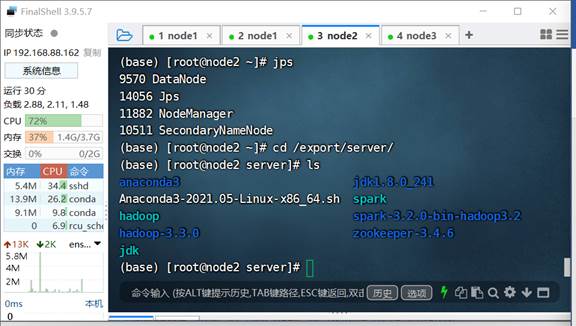 FinalShell 3.9.5.7
同步状态
IP 192.168.88.162 复制
系统信息
运行 30 分
负载 2.88, 2.11, 1.48
CPU 72%
内存 37% 1.4G/3.7G
交换 0% 0/2G
内存 CPU 命令
5.4M 34.4 sshd
13.9M 26.2 conda
9.1M 9.8 conda
0 6.9 rcu_sche
13K 2K ens...
5.8M
4M
2M
0ms 本机
0
1 node1 2 node1 3 node2 4 node3
(base) [root@node2 ~]# jps
9570 DataNode
14056 Jps
11882 NodeManager
10511 SecondaryNameNode
(base) [root@node2 ~]# cd /export/server/
(base) [root@node2 server]# ls
anaconda3 jdk1.8.0_241
Anaconda3-2021.05-Linux-x86_64.sh spark
hadoop spark-3.2.0-bin-hadoop3.2
hadoop-3.3.0 zookeeper-3.4.6
jdk
(base) [root@node2 server]#
命令输入 (按ALT键提示历史,TAB键路径,ESC键返回,双击 历史 选项